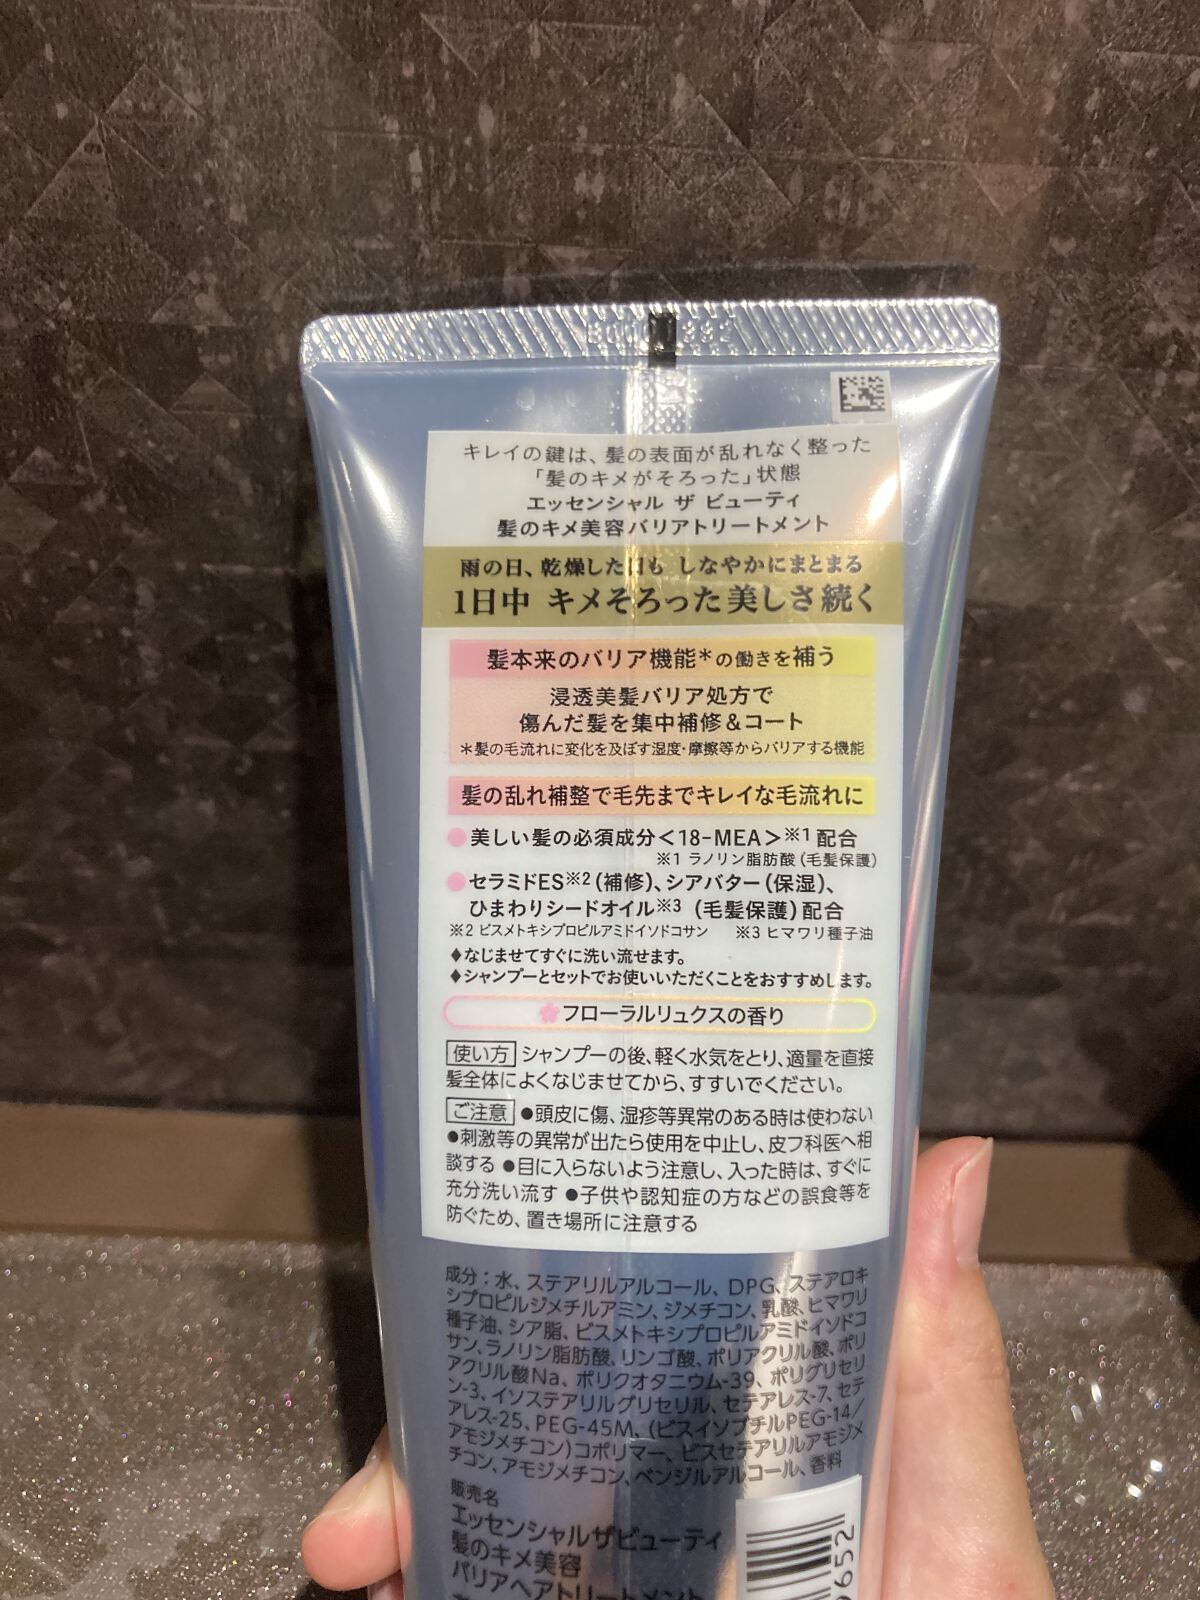 キレイの鍵は、髪の表面が乱れなく整った
「髪のキメがそろった」状態
エッセンシャル ザ ビューティ
髪のキメ美容バリアトリートメント
雨の日、乾燥した日も しなやかにまとまる
1日中 キメそろった美しさ続く
髪本来のバリア機能*の働きを補う
浸透美髪バリア処方で
傷んだ髪を集中補修&コート
*髪の毛流れに変化を及ぼす湿度・摩擦等からバリアする機能
髪の乱れ補整で毛先までキレイな毛流れに
●美しい髪の必須成分<18-MEA>※1配合
※1 ラノリン脂肪酸(毛髪保護)
●セラミドES※2(補修)、シアバター(保湿)、
ひまわりシードオイル※3 (毛髪保護)配合
※2 ビスメトキシプロピルアミドイソドコサン ※3 ヒマワリ種子油
♦なじませてすぐに洗い流せます。
♦シャンプーとセットでお使いいただくことをおすすめします。
フローラルリュクスの香り
使い方 シャンプーの後、軽く水気をとり、適量を直接
髪全体によくなじませてから、すすいでください。
ご注意 ●頭皮に傷、湿疹等異常のある時は使わない
●刺激等の異常が出たら使用を中止し、皮フ科医へ相
談する ●目に入らないよう注意し、入った時は、すぐに
充分洗い流す ●子供や認知症の方などの誤食等を
防ぐため、置き場所に注意する
成分:水、ステアリルアルコール、DPG、ステアロキ
シプロピルジメチルアミン、ジメチコン、乳酸、ヒマワリ
種子油、シア脂、ビスメトキシプロピルアミドイソドコ
サン、ラノリン脂肪酸、リンゴ酸、ポリアクリル酸、ポリ
アクリル酸Na、ポリクオタニウム-39、ポリグリセリ
ン-3、イソステアリルグリセリル、セテアレス-7、セテ
アレス-25、PEG-45M、(ビスイソブチルPEG-14/
アモジメチコン)コポリマー、ビスセテアリルアモジメ
チコン、アモジメチコン、ベンジルアルコール、香料
販売名
エッセンシャルザビューティ
髪のキメ美容
バリアヘアトリートメント
9652